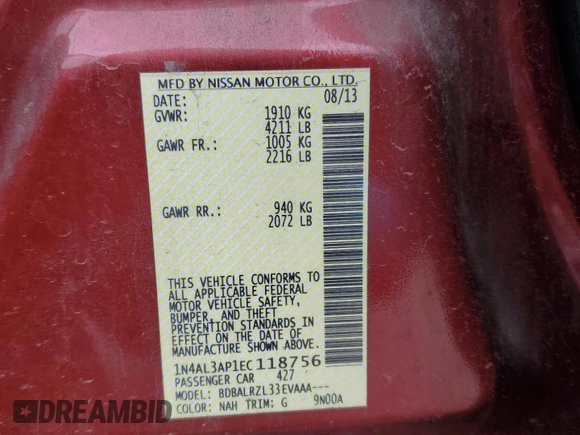 MFD BY NISSAN MOTOR CO., LTD.
DATE: 08/13
GVWR: 1910 KG
4211 LB
GAWR FR.: 1005 KG
2216 LB
GAWR RR.: 940 KG
2072 LB
THIS VEHICLE CONFORMS TO
ALL APPLICABLE FEDERAL
MOTOR VEHICLE SAFETY,
BUMPER, AND THEFT
PREVENTION STANDARDS IN
EFFECT ON THE DATE OF
MANUFACTURE SHOWN ABOVE.
1N4AL3AP1EC118756
PASSENGER CAR 427
MODEL: BDBALRZL33EVAAA---
COLOR: NAH TRIM: G 9N00A
DREAMBID
DREAMBID